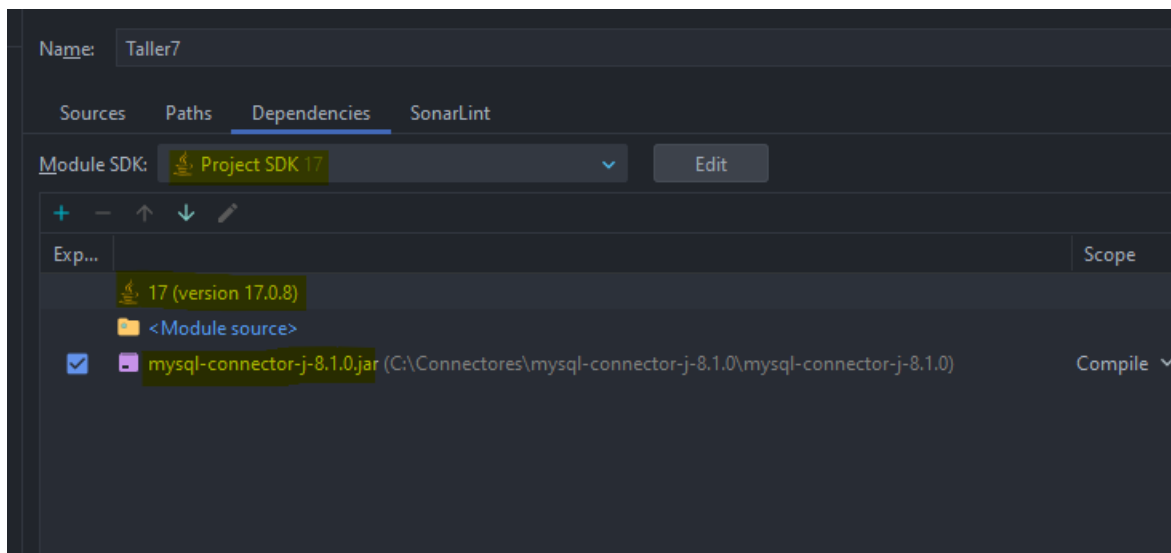 Name: Taller7
Sources Paths Dependencies SonarLint
Module SDK: Project SDK 17 Edit
Exp... Scope
17 (version 17.0.8)
<Module source>
mysql-connector-j-8.1.0.jar (C:\Connectores\mysql-connector-j-8.1.0\mysql-connector-j-8.1.0) Compile